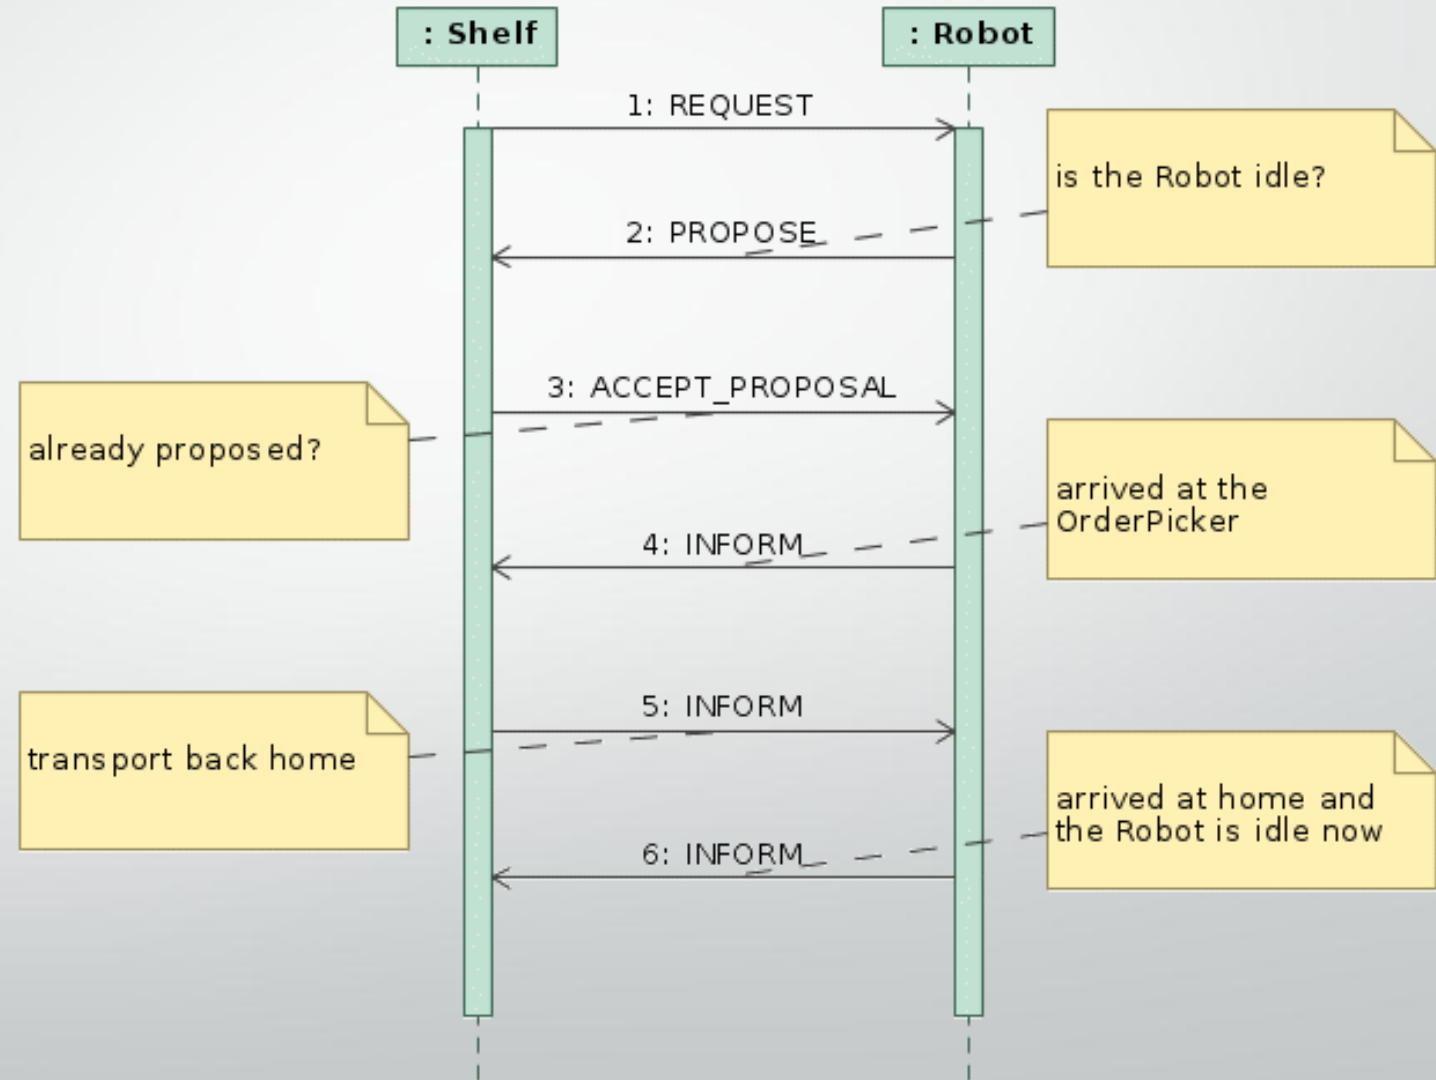 : Shelf
: Robot
1: REQUEST
is the Robot idle?
2: PROPOSE
3: ACCEPT_PROPOSAL
already proposed?
arrived at the
OrderPicker
4: INFORM
5: INFORM
transport back home
arrived at home and
the Robot is idle now
6: INFORM